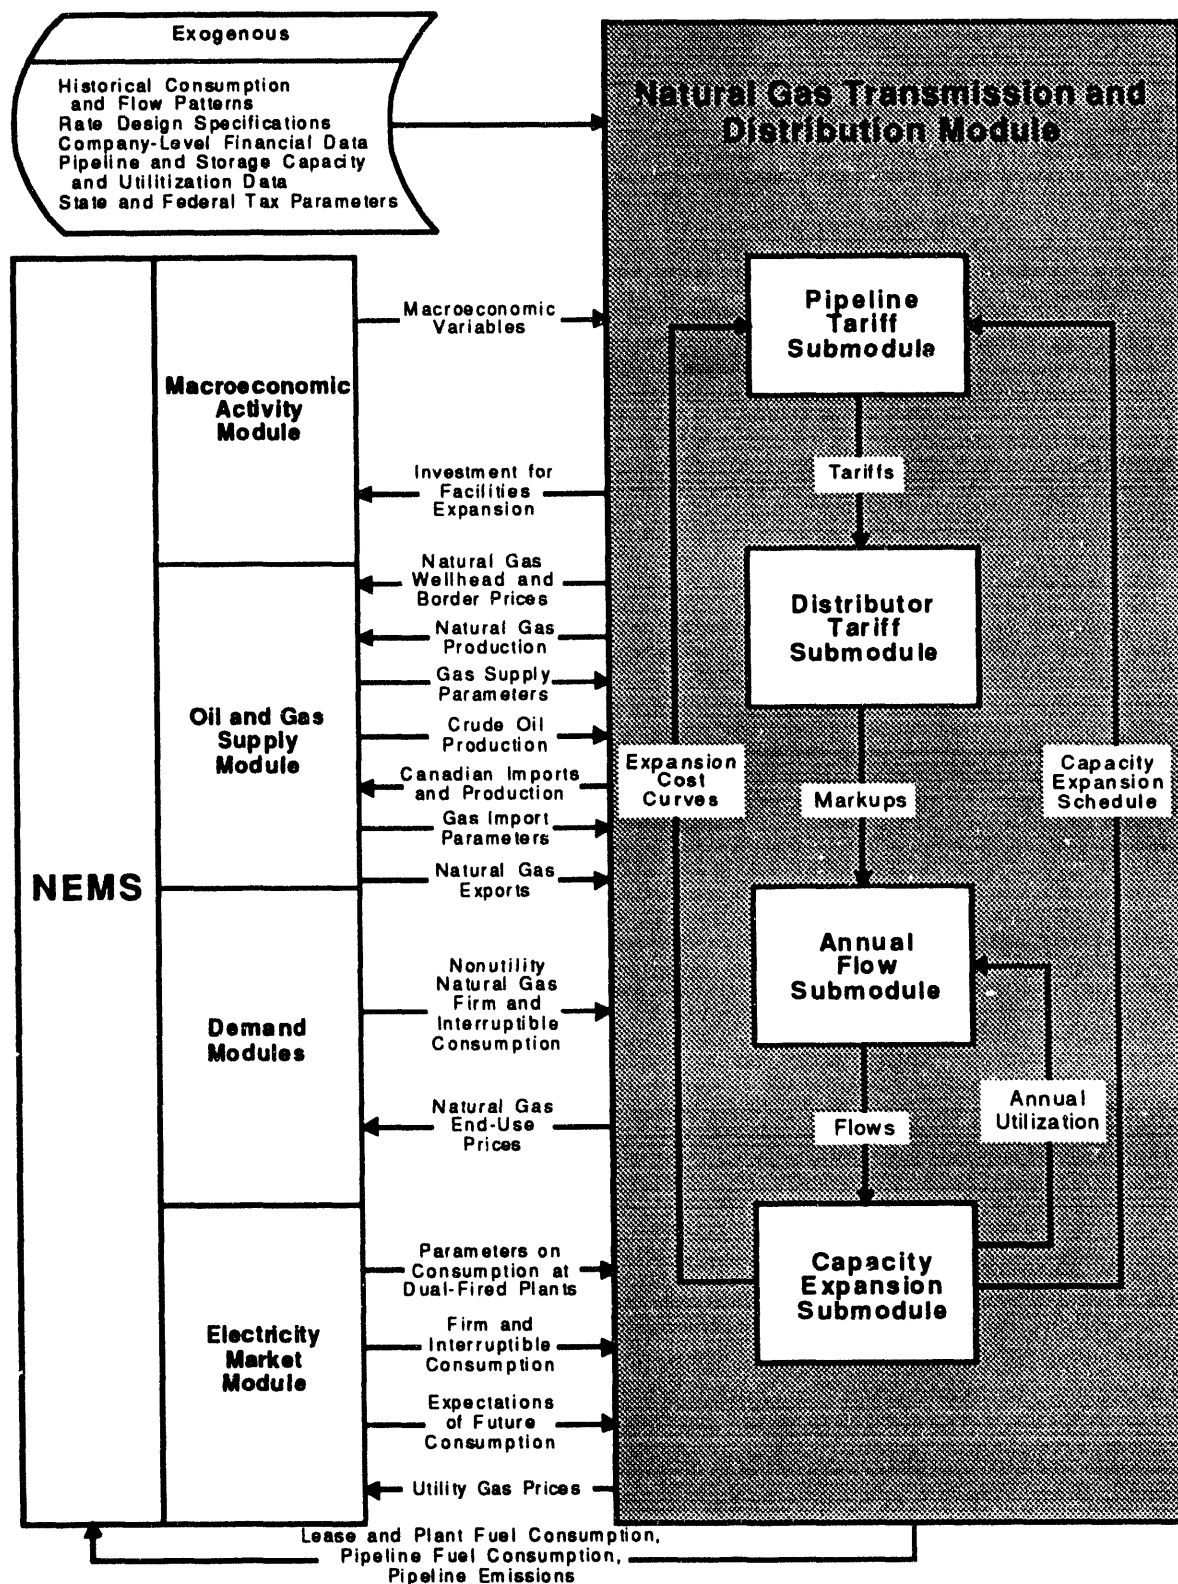 Exogenous
Historical Consumption
and Flow Patterns
Rate Design Specifications
Company-Level Financial Data
Pipeline and Storage Capacity
and Utilitization Data
State and Federal Tax Parameters
Natural Gas Transmission and
Distribution Module
NEMS
Macroeconomic
Activity
Module
Oil and Gas
Supply
Module
Demand
Modules
Electricity
Market
Module
Macroeconomic
Variables
Investment for
Facilities
Expansion
Natural Gas
Wellhead and
Border Prices
Natural Gas
Production
Gas Supply
Parameters
Crude Oil
Production
Canadian Imports
and Production
Gas Import
Parameters
Natural Gas
Exports
Nonutility
Natural Gas
Firm and
Interruptible
Consumption
Natural Gas
End-Use
Prices
Parameters on
Consumption at
Dual-Fired Plants
Firm and
Interruptible
Consumption
Expectations
of Future
Consumption
Utility Gas Prices
Lease and Plant Fuel Consumption,
Pipeline Fuel Consumption,
Pipeline Emissions
Pipeline
Tariff
Submodule
Tariffs
Distributor
Tariff
Submodule
Expansion
Cost
Curves
Markups
Capacity
Expansion
Schedule
Annual
Flow
Submodule
Flows
Annual
Utilization
Capacity
Expansion
Submodule